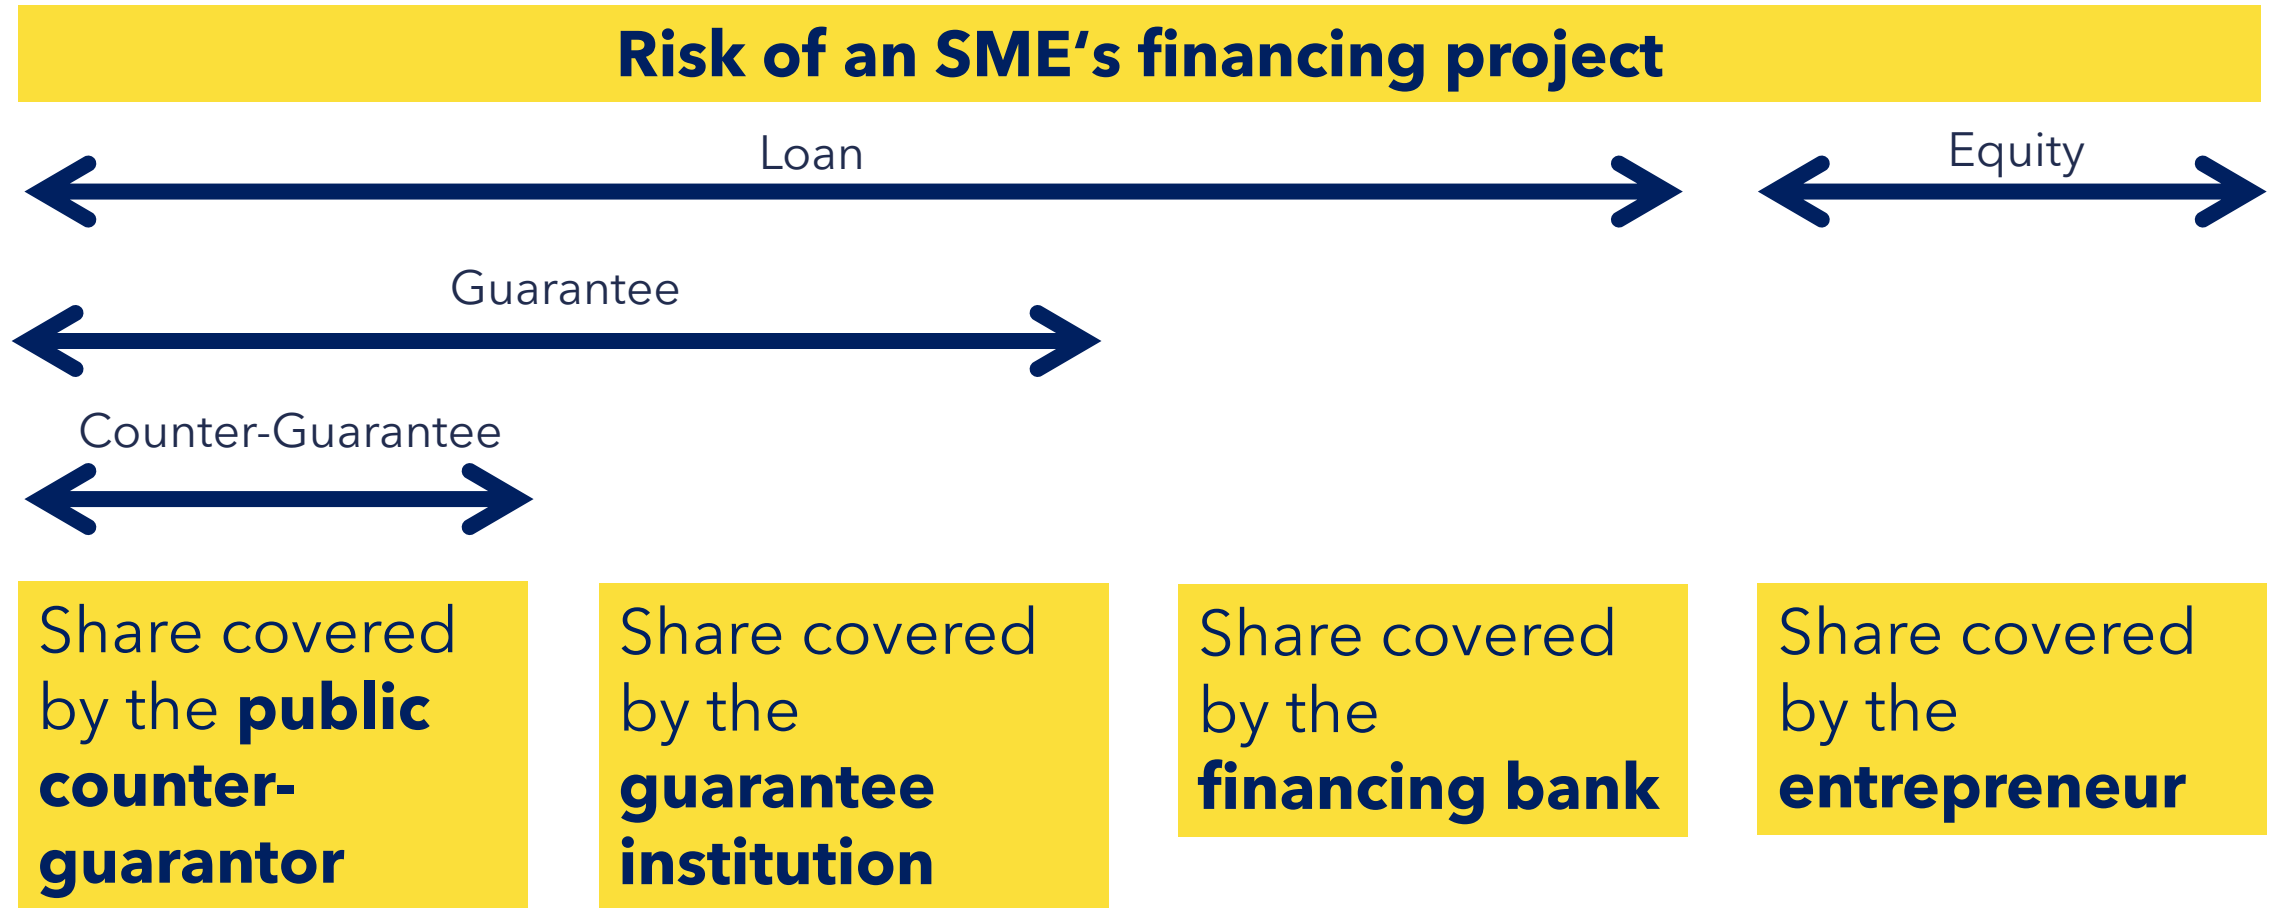 Risk of an SME‘s financing project
Loan
Equity
Guarantee
Counter-Guarantee
Share covered
by the public
counter-
guarantor
Share covered
by the
guarantee
institution
Share covered
by the
financing bank
Share covered
by the
entrepreneur